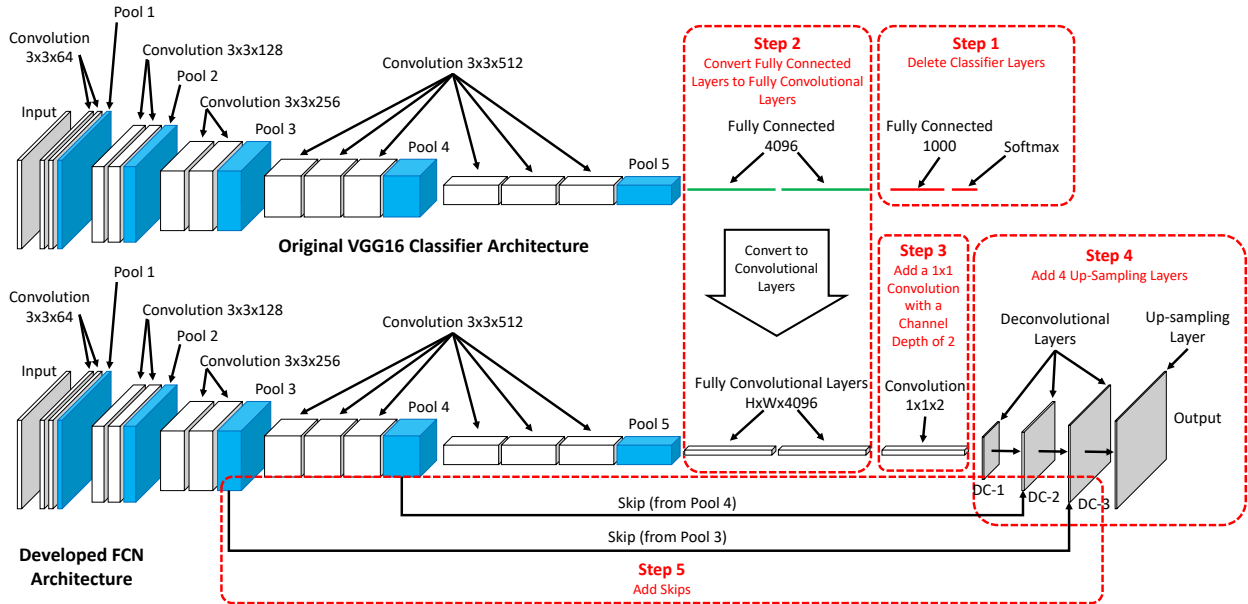 Pool 1
Convolution
3x3x64
Convolution 3x3x128
Pool 2
Convolution 3x3x256
Input
Pool 3
Convolution 3x3x512
Pool 4
Pool 5
Original VGG16 Classifier Architecture
Step 2
Convert Fully Connected
Layers to Fully Convolutional
Layers
Fully Connected
4096
Step 1
Delete Classifier Layers
Fully Connected
1000
Softmax
Convert to
Convolutional
Layers
Step 3
Add a 1x1
Convolution
with a
Channel
Depth of 2
Step 4
Add 4 Up-Sampling Layers
Deconvolutional
Layers
Up-sampling
Layer
Output
Pool 1
Convolution
3x3x64
Convolution 3x3x128
Pool 2
Convolution 3x3x256
Input
Pool 3
Convolution 3x3x512
Pool 4
Pool 5
Fully Convolutional Layers
HxWx4096
Convolution
1x1x2
DC-1
DC-2
DC-3
Skip (from Pool 4)
Skip (from Pool 3)
Developed FCN
Architecture
Step 5
Add Skips